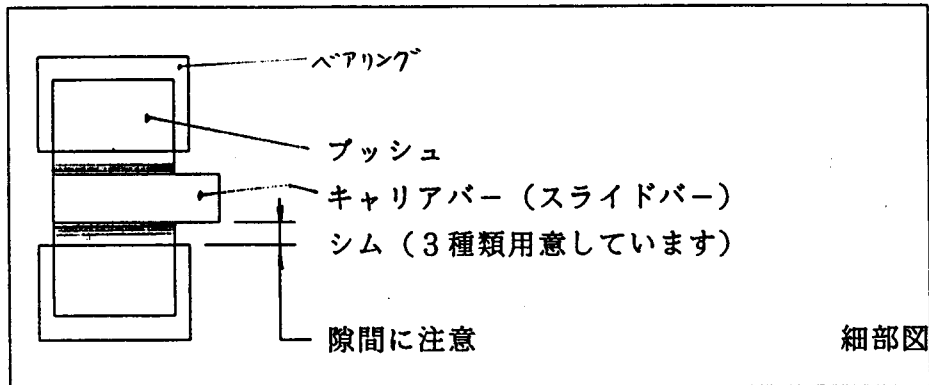 ベアリング
ブッシュ
キャリアバー（スライドバー）
シム（３種類用意しています）
隙間に注意
細部図